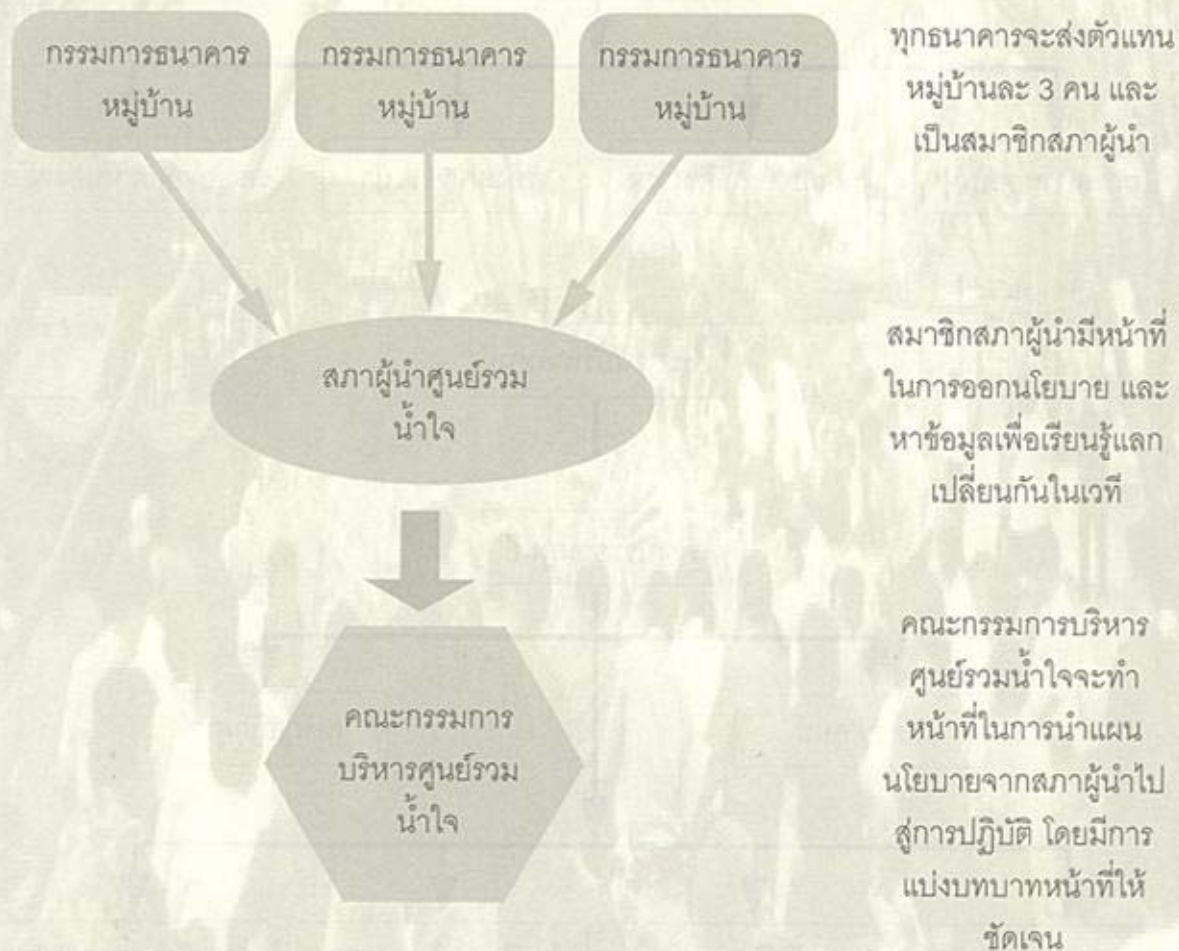 กรรมการธนาคาร
หมู่บ้าน
กรรมการธนาคาร
หมู่บ้าน
กรรมการธนาคาร
หมู่บ้าน
ทุกธนาคารจะส่งตัวแทน
หมู่บ้านละ 3 คน และ
เป็นสมาชิกสภาผู้นำ
สภาผู้นำศูนย์รวม
น้ำใจ
สมาชิกสภาผู้นำมีหน้าที่
ในการออกนโยบาย และ
หาข้อมูลเพื่อเรียนรู้แลก
เปลี่ยนกันในเวที
คณะกรรมการ
บริหารศูนย์รวม
น้ำใจ
คณะกรรมการบริหาร
ศูนย์รวมน้ำใจจะทำ
หน้าที่ในการนำแผน
นโยบายจากสภาผู้นำไป
สู่การปฏิบัติ โดยมีการ
แบ่งบทบาทหน้าที่ให้
ชัดเจน